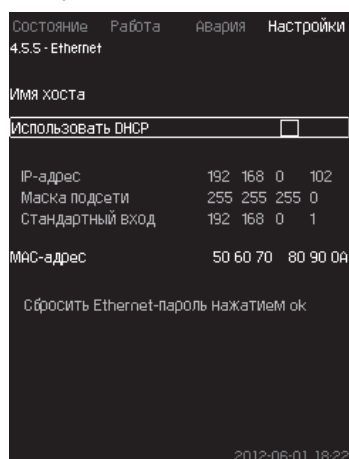 Состояние Работа Авария Настройки
4.5.5 - Ethernet
Имя хоста
Использовать DHCP
IP-адрес 192 168 0 102
Маска подсети 255 255 255 0
Стандартный вход 192 168 0 1
MAC-адрес 50 60 70 80 90 0A
Сбросить Ethernet-пароль нажатием ok
2012-06-01 18:22